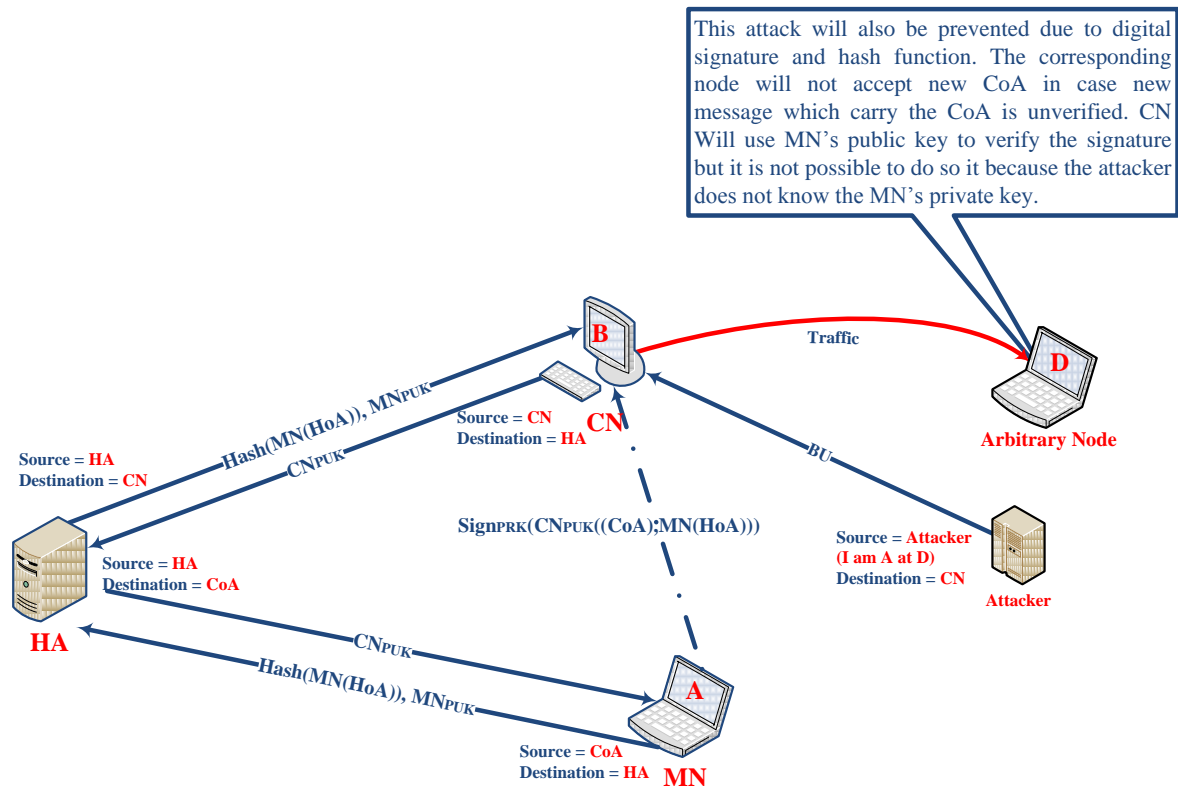 This attack will also be prevented due to digital
signature and hash function. The corresponding
node will not accept new CoA in case new
message which carry the CoA is unverified. CN
Will use MN's public key to verify the signature
but it is not possible to do so it because the attacker
does not know the MN's private key.
B
Traffic
D
CN
Arbitrary Node
Source = CN
Destination = HA
Hash(MN(HoA)), MNPUK
CNPUK
BU
Source = HA
Destination = CN
SignPRK(CNPUK((CoA);MN(HoA)))
Source = Attacker
(I am A at D)
Destination = CN
Attacker
Source = HA
Destination = CoA
HA
CNPUK
Hash(MN(HoA)), MNPUK
A
Source = CoA
Destination = HA
MN